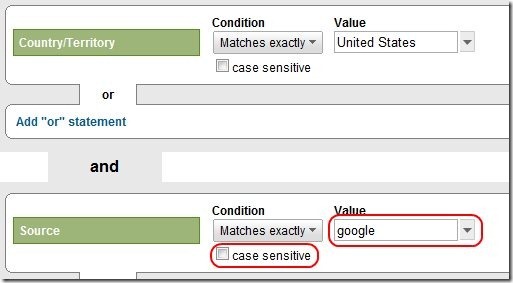 Condition Value
Country/Territory Matches exactly United States
case sensitive
or
Add "or" statement
and
Condition Value
Source Matches exactly google
case sensitive